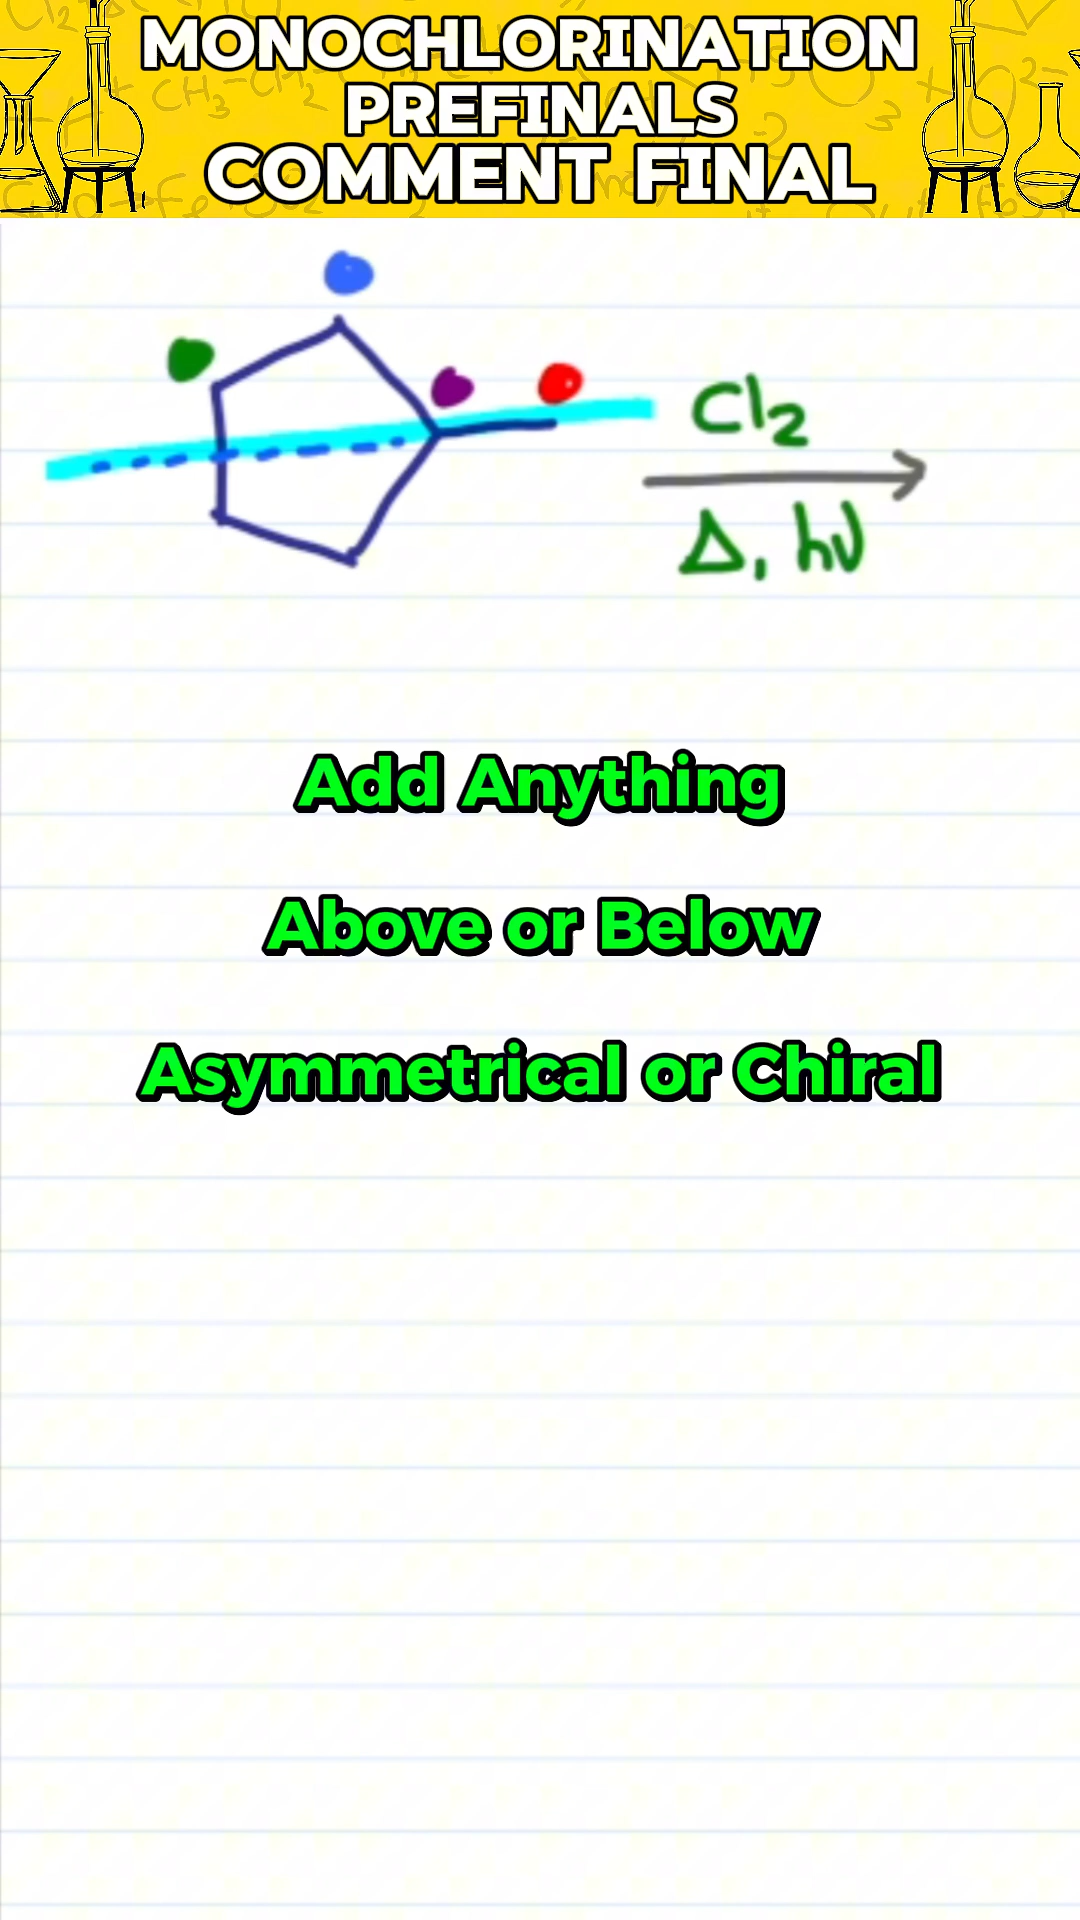 MONOCHLORINATION
PREFINALS
COMMENT FINAL
Cl2
Δ, hν
Add Anything
Above or Below
Asymmetrical or Chiral